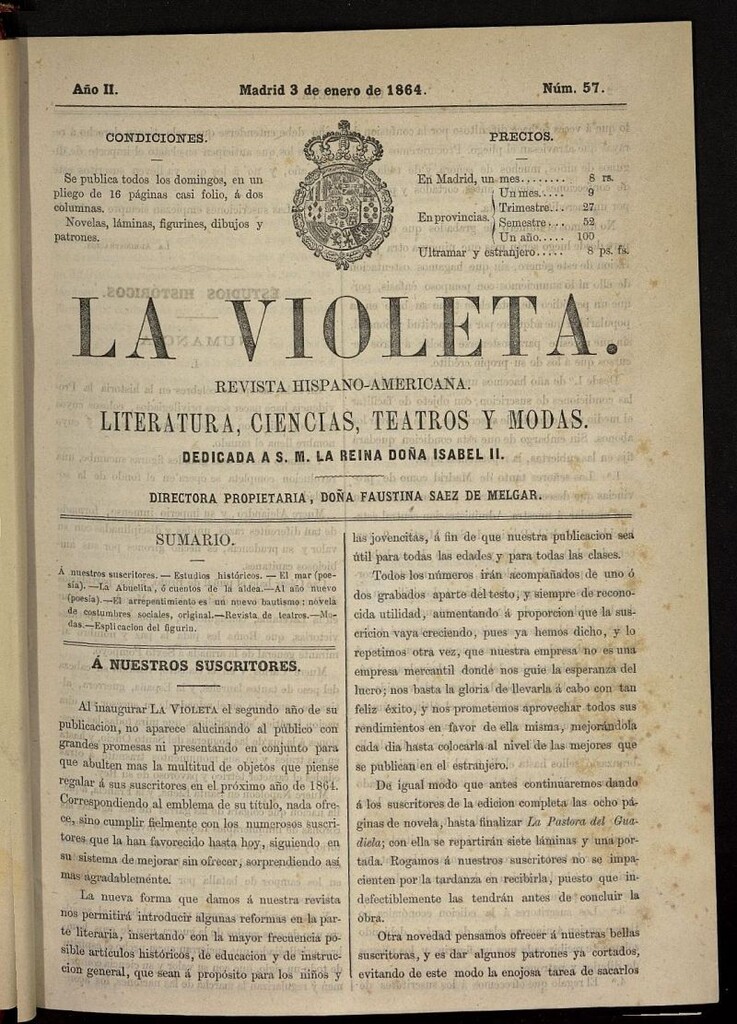 Año II.
Madrid 3 de enero de 1864.
Núm. 57.
CONDICIONES.
Se publica todos los domingos, en un
pliego de 16 páginas casi folio, á dos
columnas.
Novelas, láminas, figurines, dibujos y
patrones.
PRECIOS.
En Madrid, un mes........ 8 rs.
En provincias.
Un mes..... 9
Trimestre... 27
Semestre... 52
Un año..... 100
Ultramar y estranjero..... 8 ps. fs.
LA VIOLETA.
REVISTA HISPANO-AMERICANA.
LITERATURA, CIENCIAS, TEATROS Y MODAS.
DEDICADA A S. M. LA REINA DOÑA ISABEL II.
DIRECTORA PROPIETARIA, DOÑA FAUSTINA SAEZ DE MELGAR.
SUMARIO.
Á nuestros suscritores. — Estudios históricos. — El mar (poe-
sía). — La Abuelita, ó cuentos de la aldea.—Al año nuevo
(poesía).—El arrepentimiento es un nuevo bautismo: novela
de costumbres sociales, original.—Revista de teatros.—Mo-
das.—Esplicacion del figurin.
Á NUESTROS SUSCRITORES.
Al inaugurar LA VIOLETA el segundo año de su
publicacion, no aparece alucinando al público con
grandes promesas ni presentando en conjunto para
que abulten mas la multitud de objetos que piense
regalar á sus suscritores en el próximo año de 1864.
Correspondiendo al emblema de su título, nada ofre-
ce, sino cumplir fielmente con los numerosos suscri-
tores que la han favorecido hasta hoy, siguiendo en
su sistema de mejorar sin ofrecer, sorprendiendo asi
mas agradablemente.
La nueva forma que damos á nuestra revista
nos permitirá introducir algunas reformas en la par-
te literaria, insertando con la mayor frecuencia po-
sible artículos históricos, de educacion y de instruc-
cion general, que sean á propósito para los niños y
las jovencitas, á fin de que nuestra publicacion sea
útil para todas las edades y para todas las clases.
Todos los números irán acompañados de uno ó
dos grabados aparte del testo, y siempre de recono-
cida utilidad, aumentando á proporcion que la sus-
cricion vaya creciendo, pues ya hemos dicho, y lo
repetimos otra vez, que nuestra empresa no es una
empresa mercantil donde nos guie la esperanza del
lucro; nos basta la gloria de llevarla á cabo con tan
feliz éxito, y nos prometemos aprovechar todos sus
rendimientos en favor de ella misma, mejorándola
cada dia hasta colocarla al nivel de las mejores que
se publican en el estranjero.
De igual modo que antes continuaremos dando
á los suscritores de la edicion completa las ocho pá-
ginas de novela, hasta finalizar La Pastora del Gua-
diela; con ella se repartirán siete láminas y una por-
tada. Rogamos á nuestros suscritores no se impa-
cienten por la tardanza en recibirla, puesto que in-
defectiblemente las tendrán antes de concluir la
obra.
Otra novedad pensamos ofrecer á nuestras bellas
suscritoras, y es dar algunos patrones ya cortados,
evitando de este modo la enojosa tarea de sacarlos